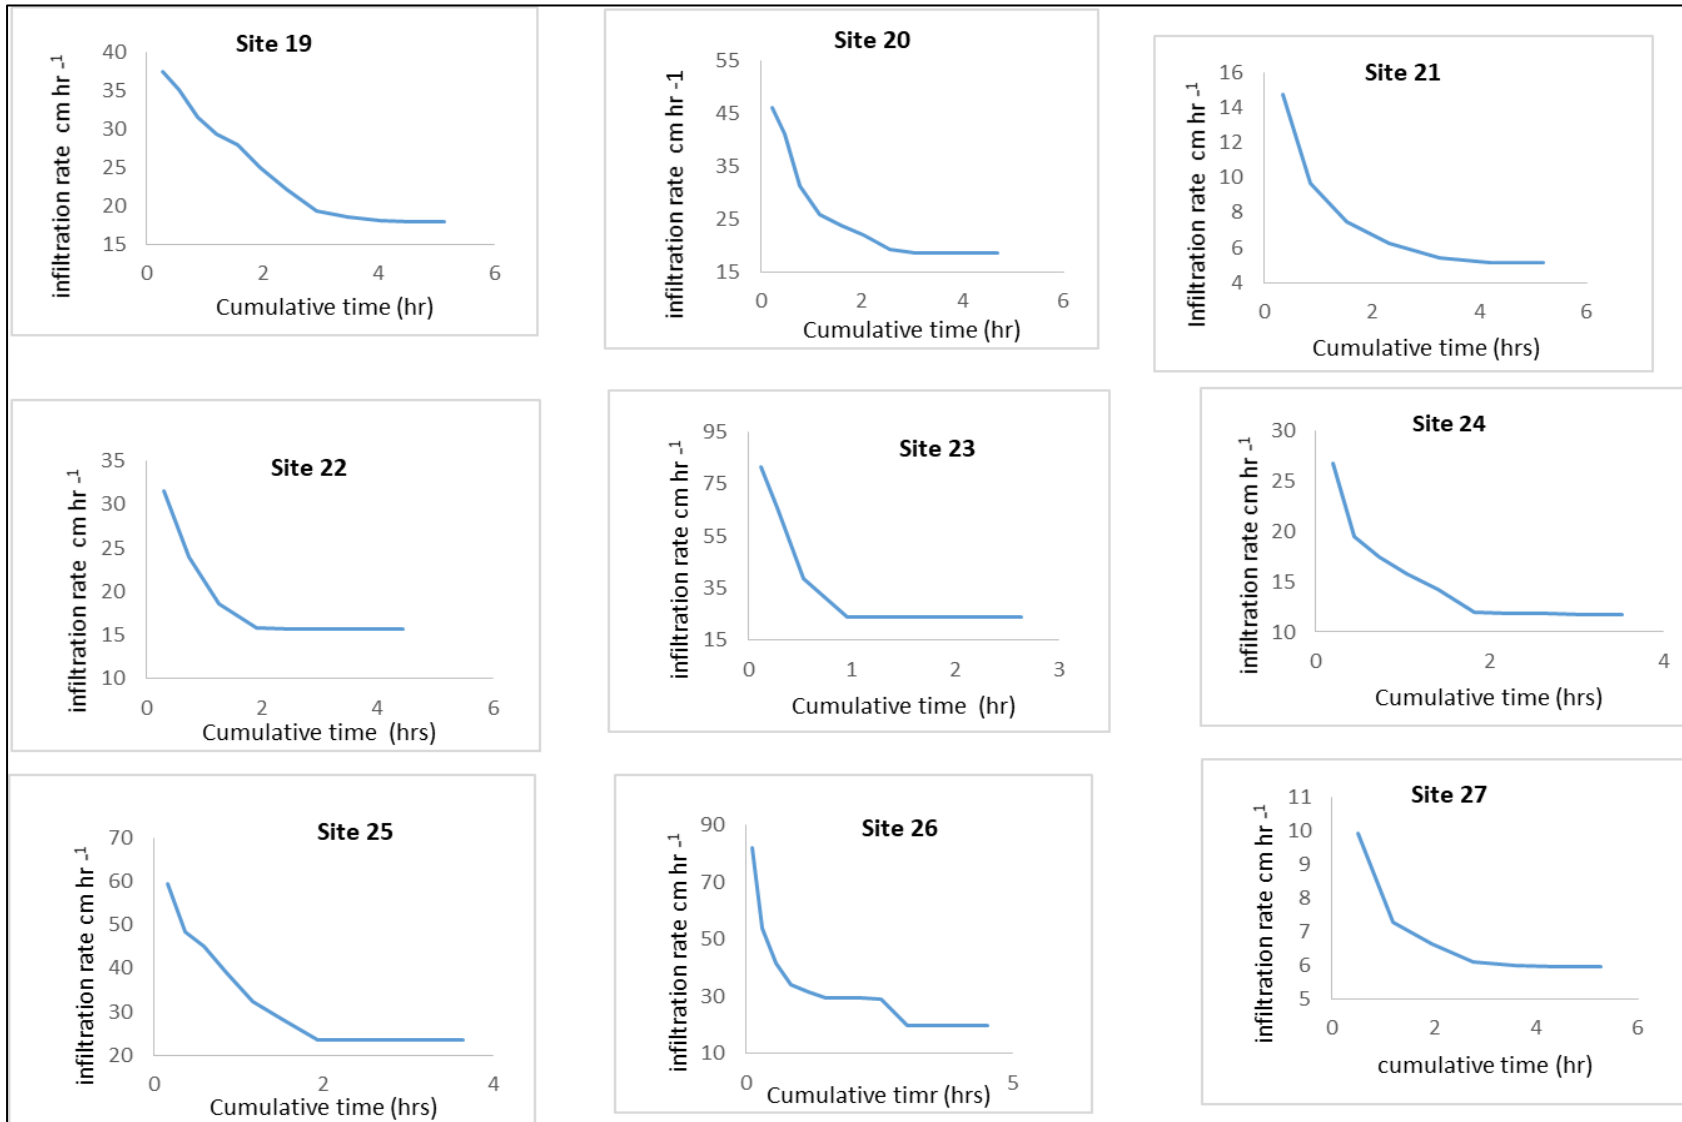 Site 19
infiltration rate cm hr -1
40
35
30
25
20
15
0 2 4 6
Cumulative time (hr)
Site 20
infiltration rate cm hr -1
55
45
35
25
15
0 2 4 6
Cumulative time (hr)
Site 21
Infiltration rate cm hr -1
16
14
12
10
8
6
4
0 2 4 6
Cumulative time (hrs)
Site 22
infiltration rate cm hr -1
35
30
25
20
15
10
0 2 4 6
Cumulative time (hrs)
Site 23
infiltration rate cm hr -1
95
75
55
35
15
0 1 2 3
Cumulative time (hr)
Site 24
infiltration rate cm hr -1
30
25
20
15
10
0 2 4
Cumulative time (hrs)
Site 25
infiltration rate cm hr -1
70
60
50
40
30
20
0 2 4
Cumulative time (hrs)
Site 26
infiltration rate cm hr -1
90
70
50
30
10
0 5
Cumulative timr (hrs)
Site 27
infiltration rate cm hr -1
11
10
9
8
7
6
5
0 2 4 6
cumulative time (hr)